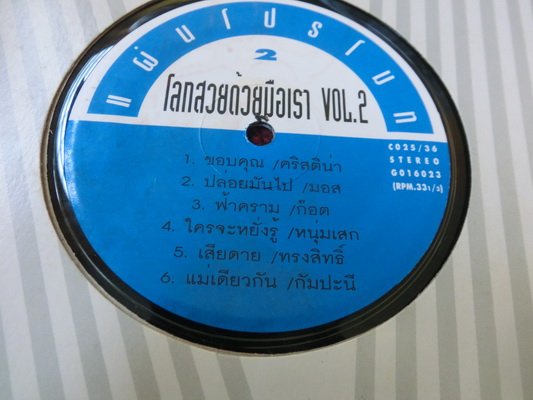 แผ่นโปรโมท
2
โลกสวยด้วยมือเรา VOL.2
CO25/36
STEREO
GO16023
(RPM.33 1/3)
1. ขอบคุณ /คริสติน่า
2. ปล่อยมันไป /มอส
3. ฟ้าคราม /ก๊อต
4. ใครจะหยั่งรู้ /หนุ่มเสก
5. เสียดาย /ทรงสิทธิ์
6. แม่เดียวกัน /กัมปะนี